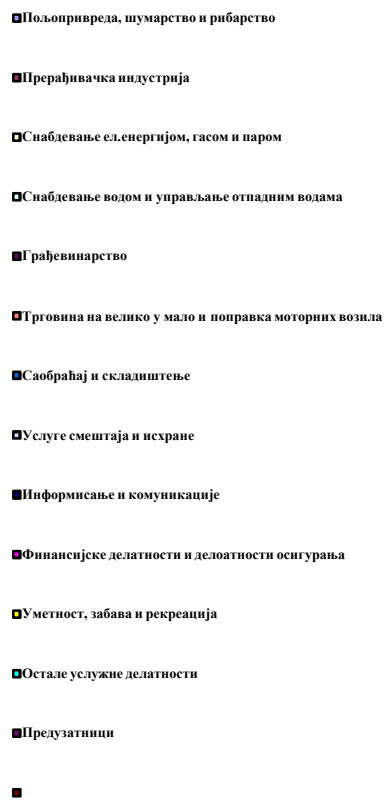 Пољопривреда, шумарство и рибарство
Прерађивачка индустрија
Снабдевање ел.енергијом, гасом и паром
Снабдевање водом и управљање отпадним водама
Грађевинарство
Трговина на велико у мало и поправка моторних возила
Саобраћај и складиштење
Услуге смештаја и исхране
Информисање и комуникације
Финансијске делатности и делоатности осигурања
Уметност, забава и рекреација
Остале услужне делатности
Предузатници